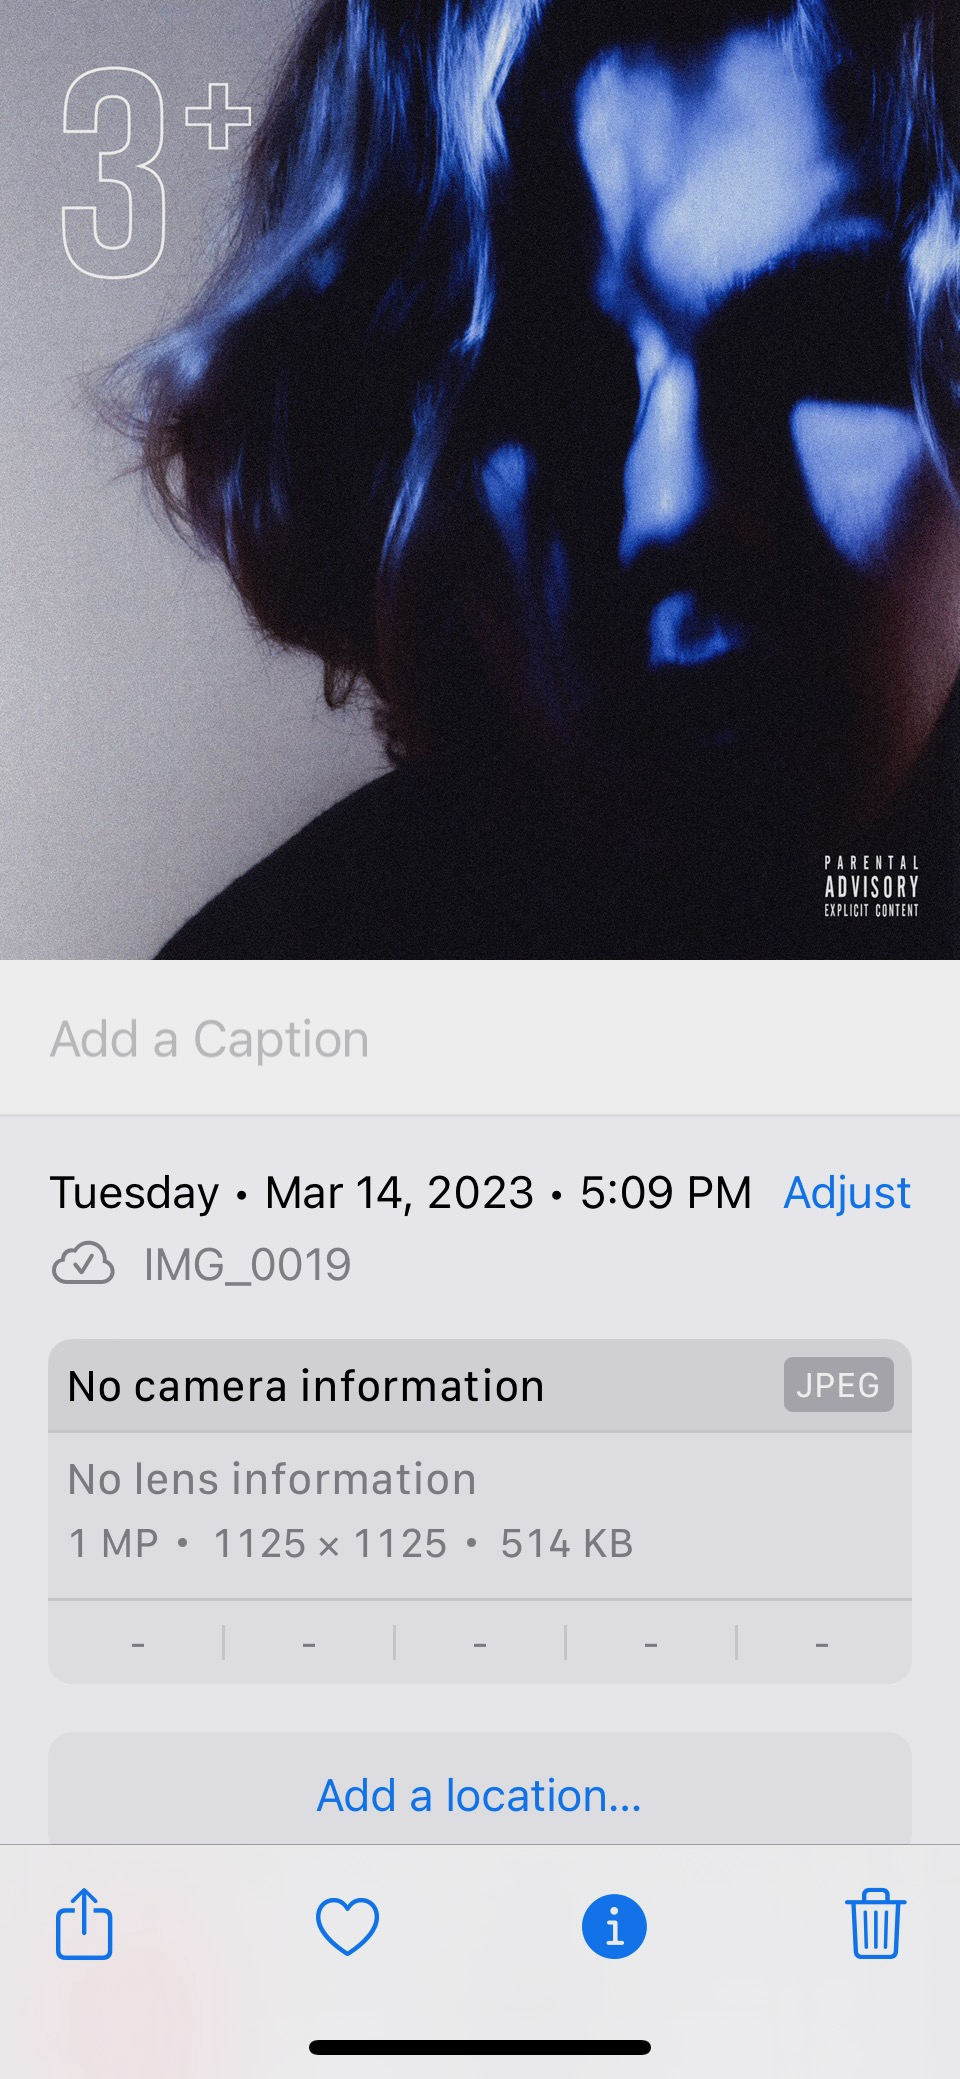 3+
PARENTAL
ADVISORY
EXPLICIT CONTENT
Add a Caption
Tuesday • Mar 14, 2023 • 5:09 PM Adjust
IMG_0019
No camera information JPEG
No lens information
1 MP • 1125 × 1125 • 514 KB
- - - - -
Add a location...